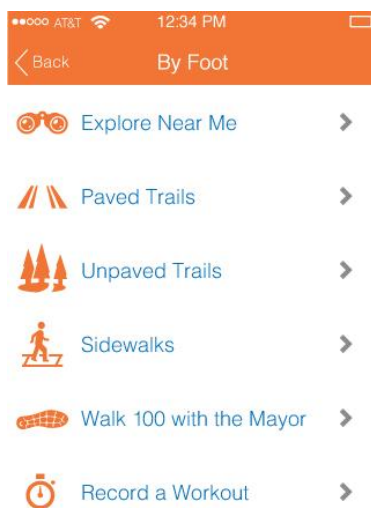 AT&T 12:34 PM
Back By Foot
Explore Near Me
Paved Trails
Unpaved Trails
Sidewalks
Walk 100 with the Mayor
Record a Workout